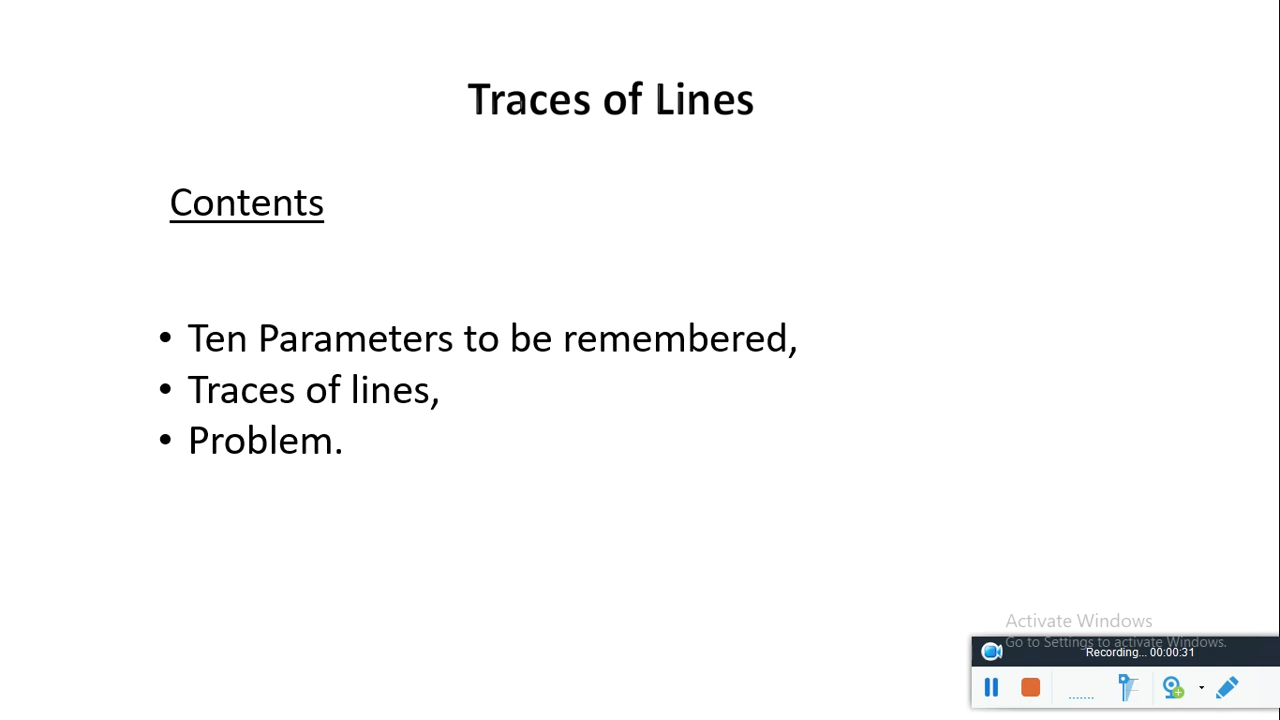 Traces of Lines
Contents
• Ten Parameters to be remembered,
• Traces of lines,
• Problem.
Activate Windows
Go to Settings to activate Windows.
Recording... 00:00:31